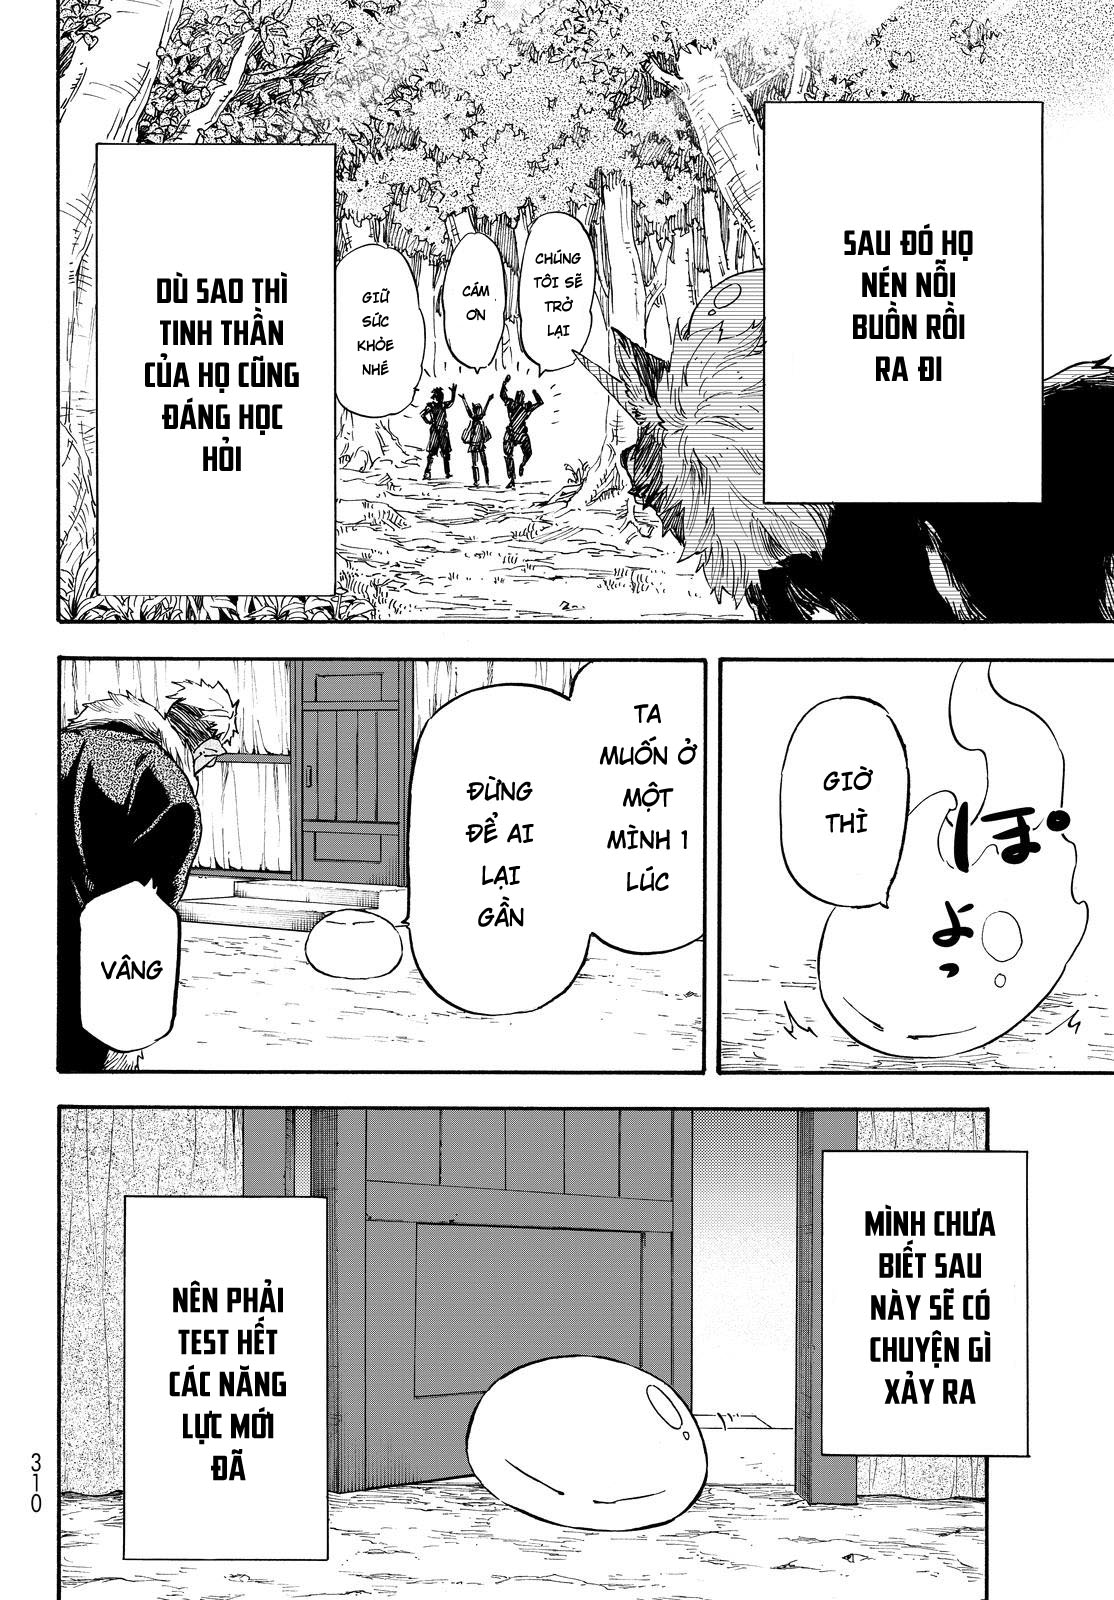 SAU ĐÓ HỌ
NÉN NỖI
BUỒN RỒI
RA ĐI
CHÚNG
TÔI SẼ
TRỞ
LẠI
CẢM
ƠN
GIỮ
SỨC
KHỎE
NHÉ
DÙ SAO THÌ
TINH THẦN
CỦA HỌ CŨNG
ĐÁNG HỌC
HỎI
GIỜ
THÌ
ぽ
よっ
TA
MUỐN Ở
MỘT
MÌNH 1
LÚC
ĐỪNG
ĐỂ AI
LẠI
GẦN
VÂNG
MÌNH CHƯA
BIẾT SAU
NÀY SẼ CÓ
CHUYỆN GÌ
XẢY RA
NÊN PHẢI
TEST HẾT
CÁC NĂNG
LỰC MỚI
ĐÃ
310